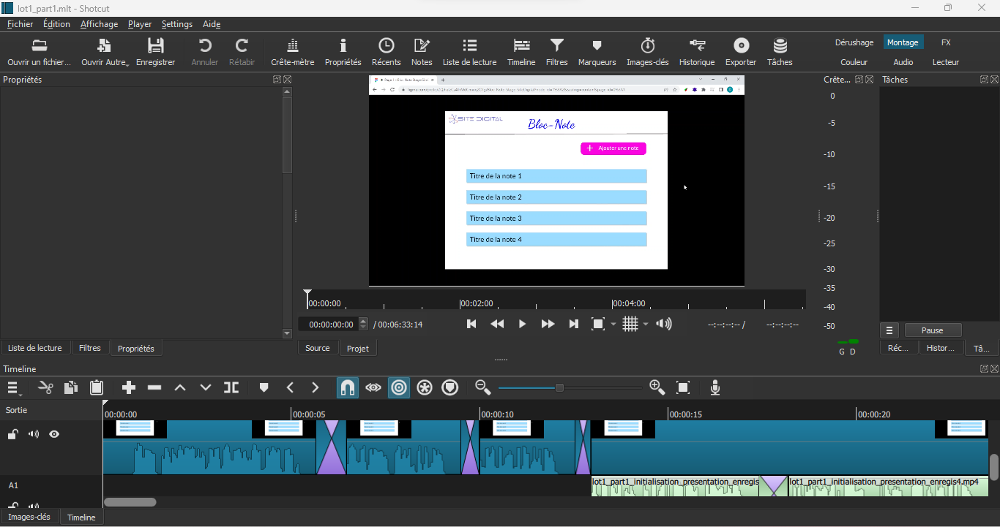 lot1_part1.mlt - Shotcut
Fichier Édition Affichage Player Settings Aide
Ouvrir un fichier... Ouvrir Autre... Enregistrer Annuler Rétabir Crête-mètre Propriétés Récents Notes Liste de lecture Timeline Filtres Marqueurs Images-clés Historique Exporter Tâches
Dérushage Montage FX
Couleur Audio Lecteur
Propriétés
Crête...
Tâches
SITE DIGITAL
Bloc-Note
+ Ajouter une note
Titre de la note 1
Titre de la note 2
Titre de la note 3
Titre de la note 4
0
-5
-10
-15
-20
-25
-30
-35
-40
-50
G D
00:00:00 00:02:00 00:04:00
00:00:00:00 / 00:06:33:14
--:--:--:-- / --:--:--:--
Pause
Liste de lecture Filtres Propriétés
Source Projet
Réc... Histor... Tâ...
Timeline
Sortie
00:00:00 00:00:05 00:00:10 00:00:15 00:00:20
A1
lot1_part1_initialisation_presentation_enregis
lot1_part1_initialisation_presentation_enregis4.mp4
Images-clés Timeline